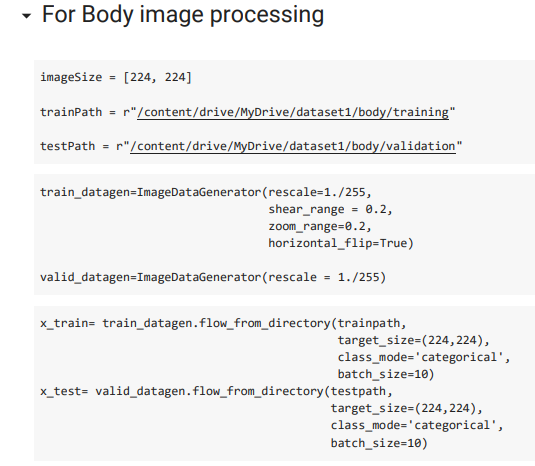 For Body image processing
imageSize = [224, 224]
trainPath = r"/content/drive/MyDrive/dataset1/body/training"
testPath = r"/content/drive/MyDrive/dataset1/body/validation"
train_datagen=ImageDataGenerator(rescale=1./255,
shear_range = 0.2,
zoom_range=0.2,
horizontal_flip=True)
valid_datagen=ImageDataGenerator(rescale = 1./255)
x_train= train_datagen.flow_from_directory(trainpath,
target_size=(224,224),
class_mode='categorical',
batch_size=10)
x_test= valid_datagen.flow_from_directory(testpath,
target_size=(224,224),
class_mode='categorical',
batch_size=10)